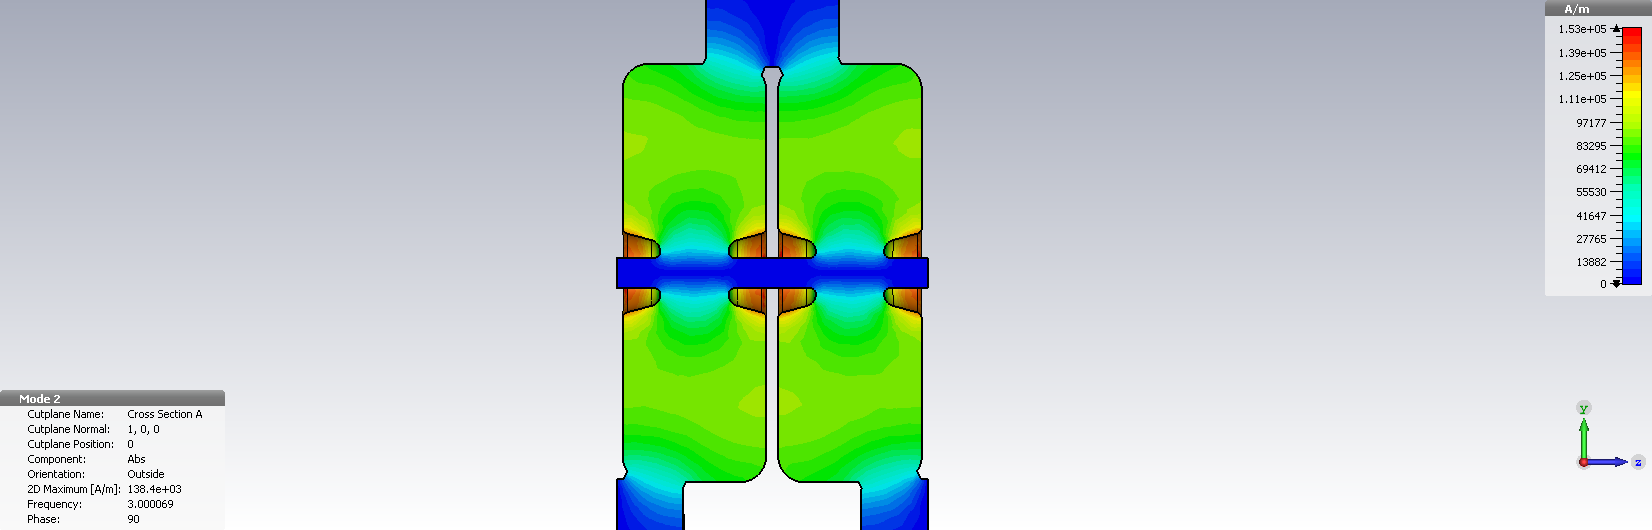 A/m
1.53e+05
1.39e+05
1.25e+05
1.11e+05
97177
83295
69412
55530
41647
27765
13882
0
Mode 2
Cutplane Name: Cross Section A
Cutplane Normal: 1, 0, 0
Cutplane Position: 0
Component: Abs
Orientation: Outside
2D Maximum [A/m]: 138.4e+03
Frequency: 3.000069
Phase: 90
y
z